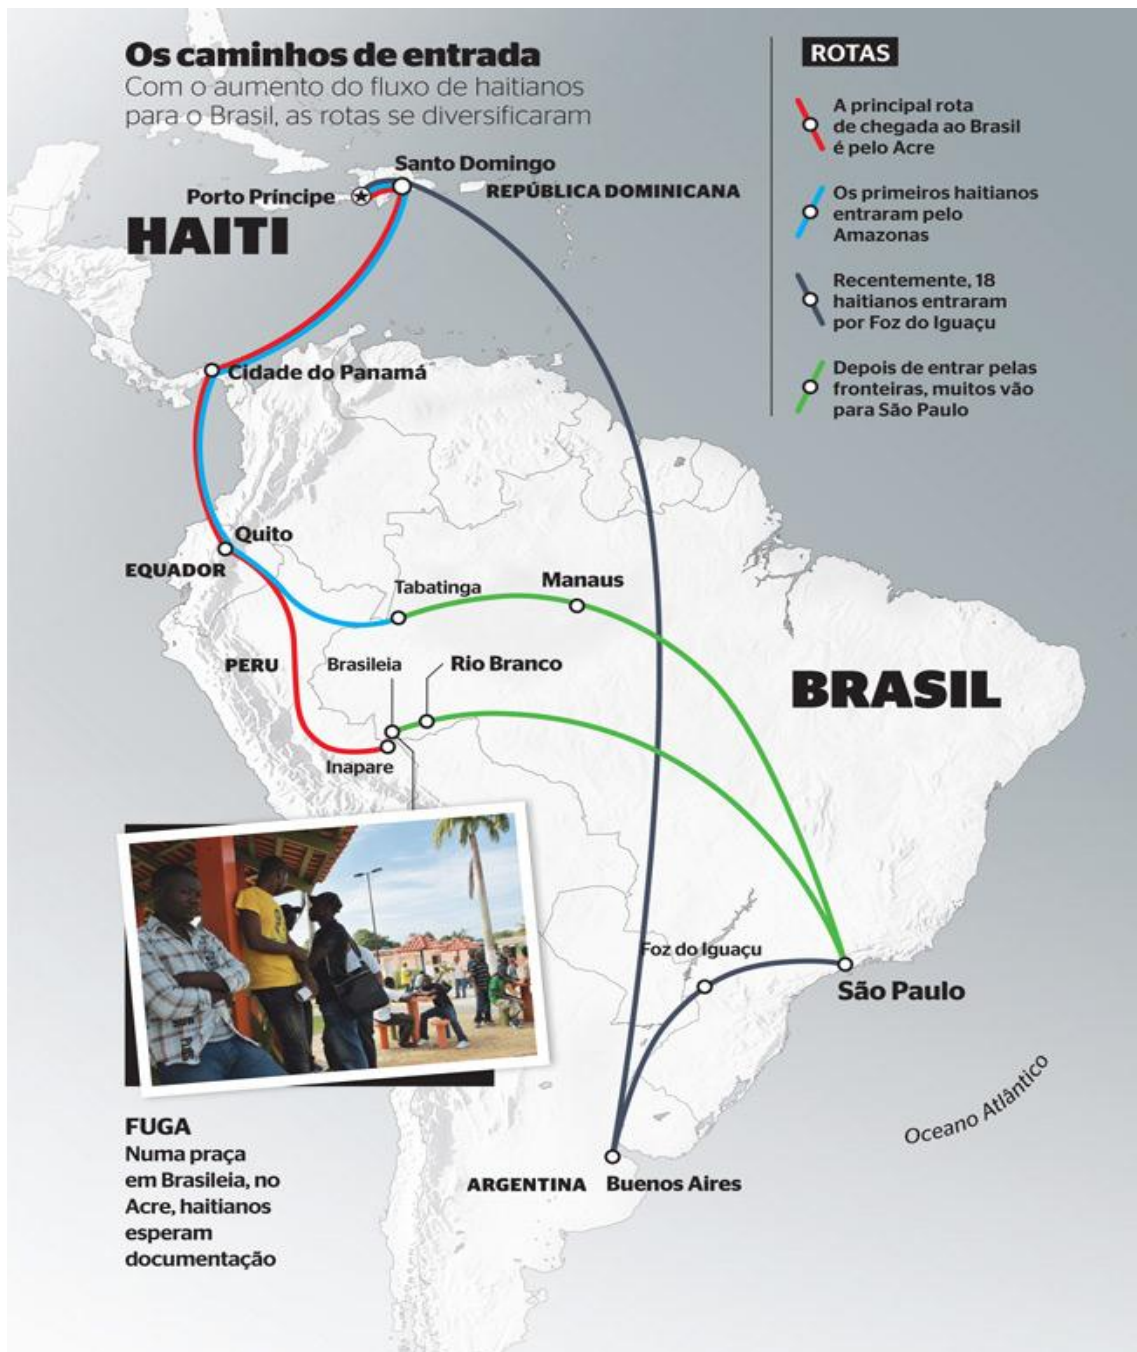 Os caminhos de entrada
Com o aumento do fluxo de haitianos
para o Brasil, as rotas se diversificaram
ROTAS
A principal rota
de chegada ao Brasil
é pelo Acre
Os primeiros haitianos
entraram pelo
Amazonas
Recentemente, 18
haitianos entraram
por Foz do Iguaçu
Depois de entrar pelas
fronteiras, muitos vão
para São Paulo
Santo Domingo
REPÚBLICA DOMINICANA
Porto Príncipe
HAITI
Cidade do Panamá
Quito
EQUADOR
Tabatinga
Manaus
PERU
Brasileia
Rio Branco
BRASIL
Inapare
Foz do Iguaçu
São Paulo
Oceano Atlântico
ARGENTINA
Buenos Aires
FUGA
Numa praça
em Brasileia, no
Acre, haitianos
esperam
documentação